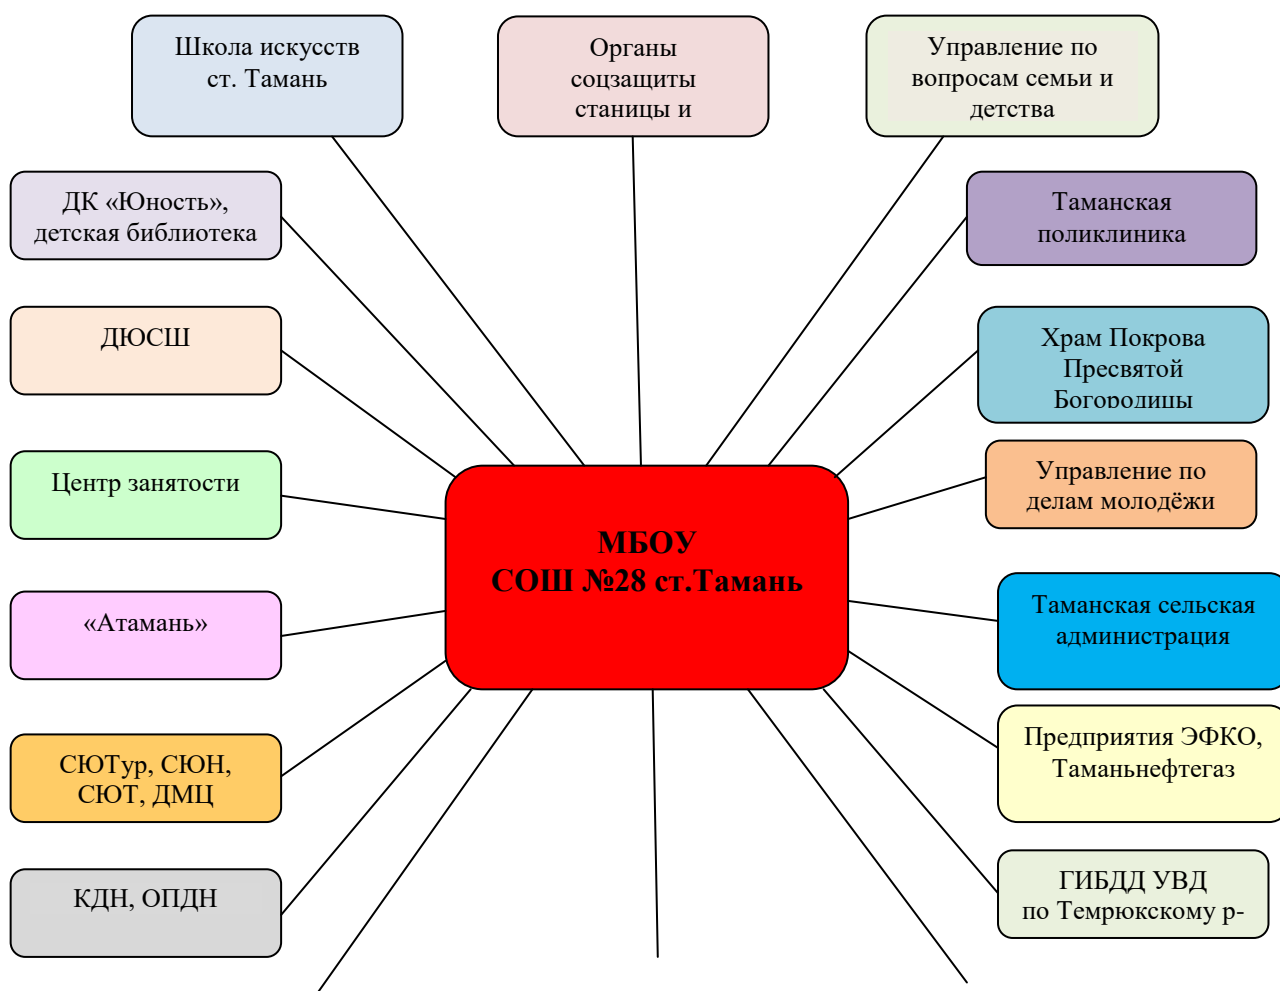 Школа искусств
ст. Тамань
Органы
соцзащиты
станицы и
Управление по
вопросам семьи и
детства
ДК «Юность»,
детская библиотека
Таманская
поликлиника
ДЮСШ
Храм Покрова
Пресвятой
Богородицы
Центр занятости
Управление по
делам молодёжи
МБОУ
СОШ №28 ст.Тамань
«Атамань»
Таманская сельская
администрация
СЮТур, СЮН,
СЮТ, ДМЦ
Предприятия ЭФКО,
Таманьнефтегаз
КДН, ОПДН
ГИБДД УВД
по Темрюкскому р-